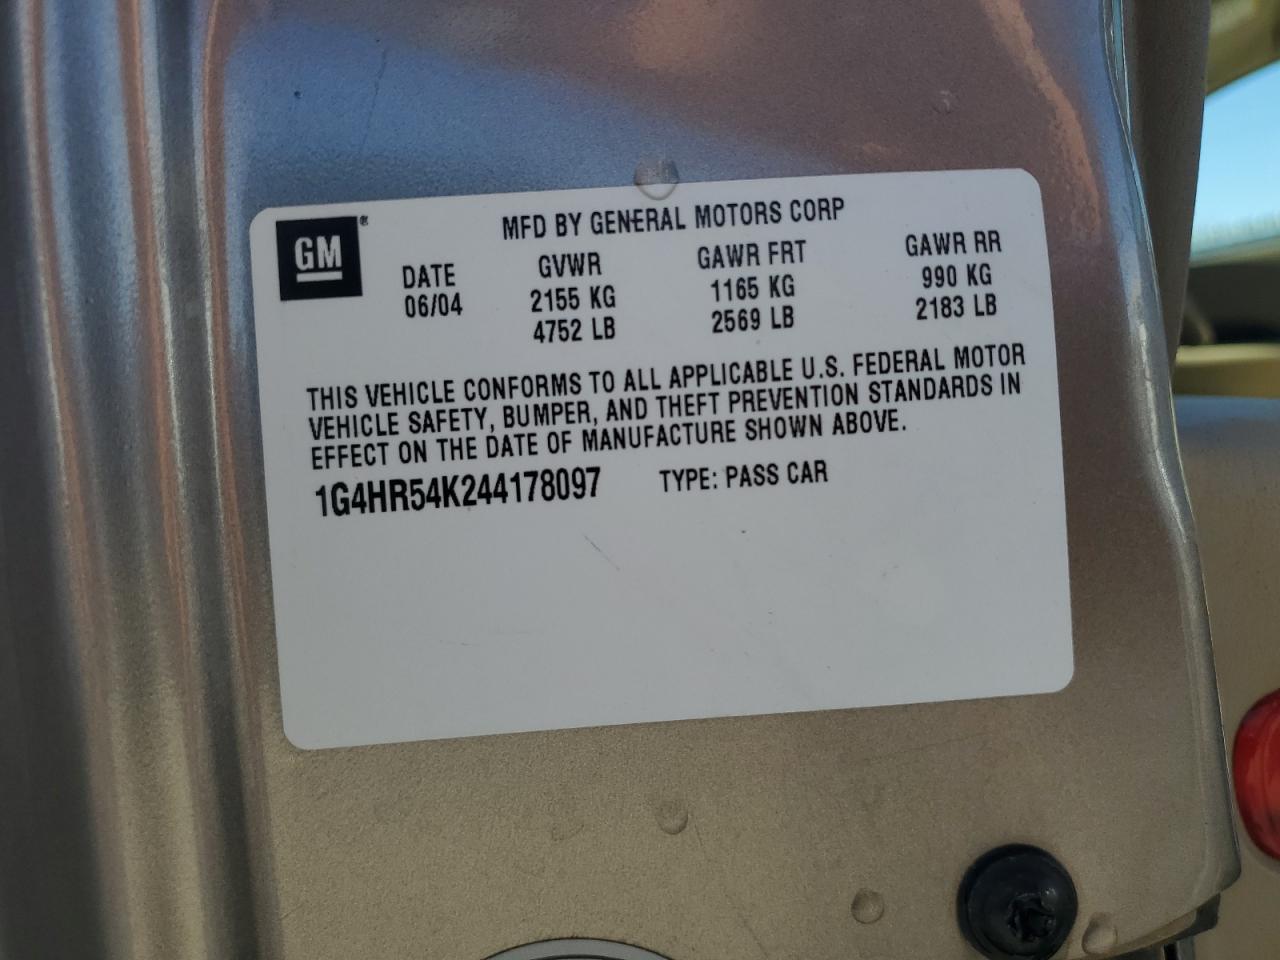 GM®
MFD BY GENERAL MOTORS CORP
DATE GVWR GAWR FRT GAWR RR
06/04 2155 KG 1165 KG 990 KG
4752 LB 2569 LB 2183 LB
THIS VEHICLE CONFORMS TO ALL APPLICABLE U.S. FEDERAL MOTOR
VEHICLE SAFETY, BUMPER, AND THEFT PREVENTION STANDARDS IN
EFFECT ON THE DATE OF MANUFACTURE SHOWN ABOVE.
1G4HR54K244178097 TYPE: PASS CAR